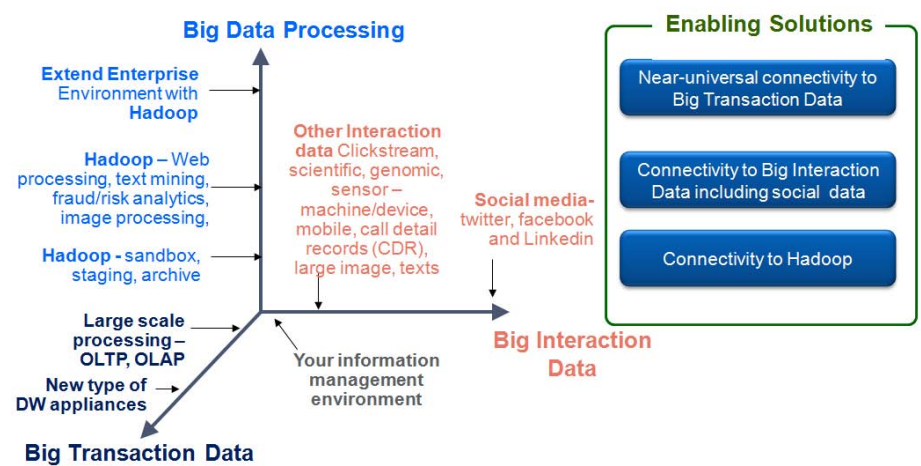 Big Data Processing
Extend Enterprise
Environment with
Hadoop
Hadoop – Web
processing, text mining,
fraud/risk analytics,
image processing,
Hadoop - sandbox,
staging, archive
Other Interaction
data Clickstream,
scientific, genomic,
sensor –
machine/device,
mobile, call detail
records (CDR),
large image, texts
Social media-
twitter, facebook
and Linkedin
Big Interaction
Data
Large scale
processing –
OLTP, OLAP
New type of
DW appliances
Your information
management
environment
Big Transaction Data
Enabling Solutions
Near-universal connectivity to
Big Transaction Data
Connectivity to Big Interaction
Data including social data
Connectivity to Hadoop